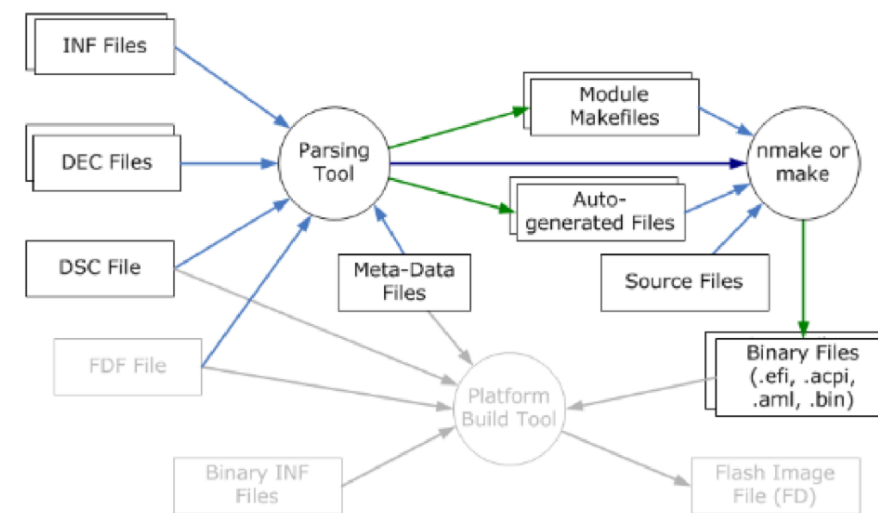 INF Files
Module
Makefiles
DEC Files
Parsing
Tool
nmake or
make
Auto-
generated Files
DSC File
Meta-Data
Files
Source Files
FDF File
Binary Files
(.efi, .acpi,
.aml, .bin)
Platform
Build Tool
Binary INF
Files
Flash Image
File (FD)